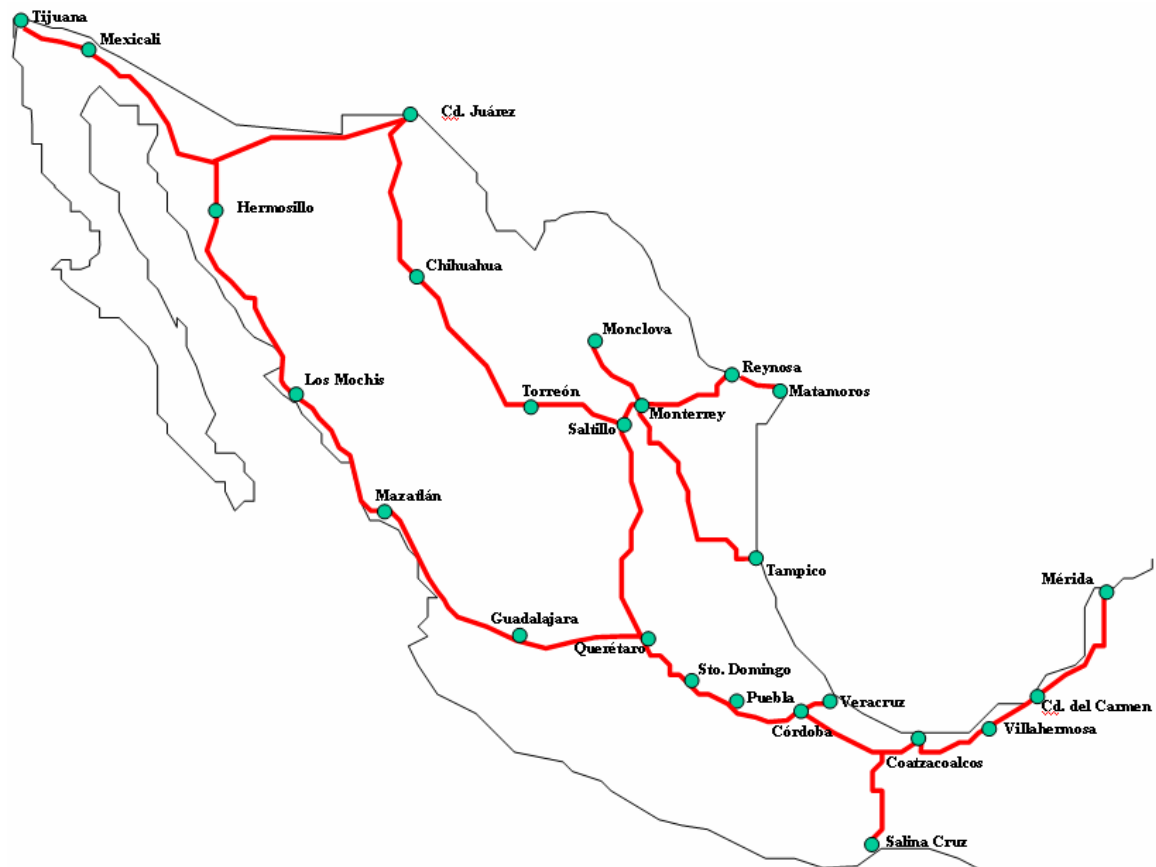 Tijuana
Mexicali
Cd. Juárez
Hermosillo
Chihuahua
Monclova
Reynosa
Los Mochis
Torreón
Matamoros
Monterrey
Saltillo
Mazatlán
Tampico
Mérida
Guadalajara
Querétaro
Sto. Domingo
Puebla
Veracruz
Cd. del Carmen
Córdoba
Villahermosa
Coatzacoalcos
Salina Cruz